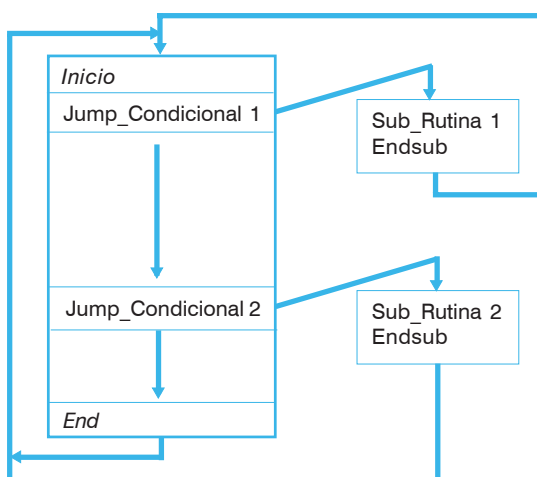 Inicio
Jump_Condicional 1
Sub_Rutina 1
Endsub
Jump_Condicional 2
Sub_Rutina 2
Endsub
End